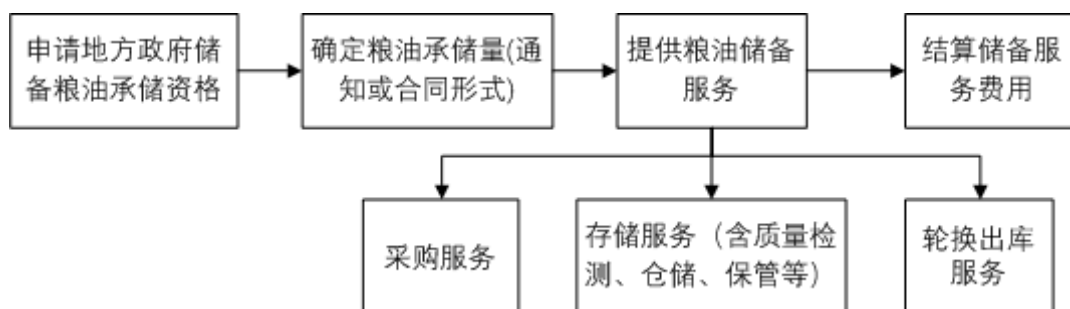 申请地方政府储
备粮油承储资格
确定粮油承储量(通
知或合同形式)
提供粮油储备
服务
结算储备服
务费用
采购服务
存储服务（含质量检
测、仓储、保管等）
轮换出库
服务